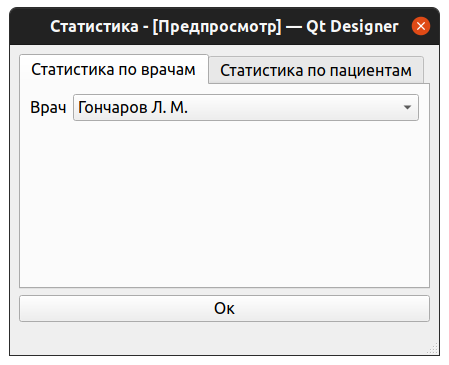 Статистика - [Предпросмотр] — Qt Designer
Статистика по врачам
Статистика по пациентам
Врач
Гончаров Л. М.
Ок